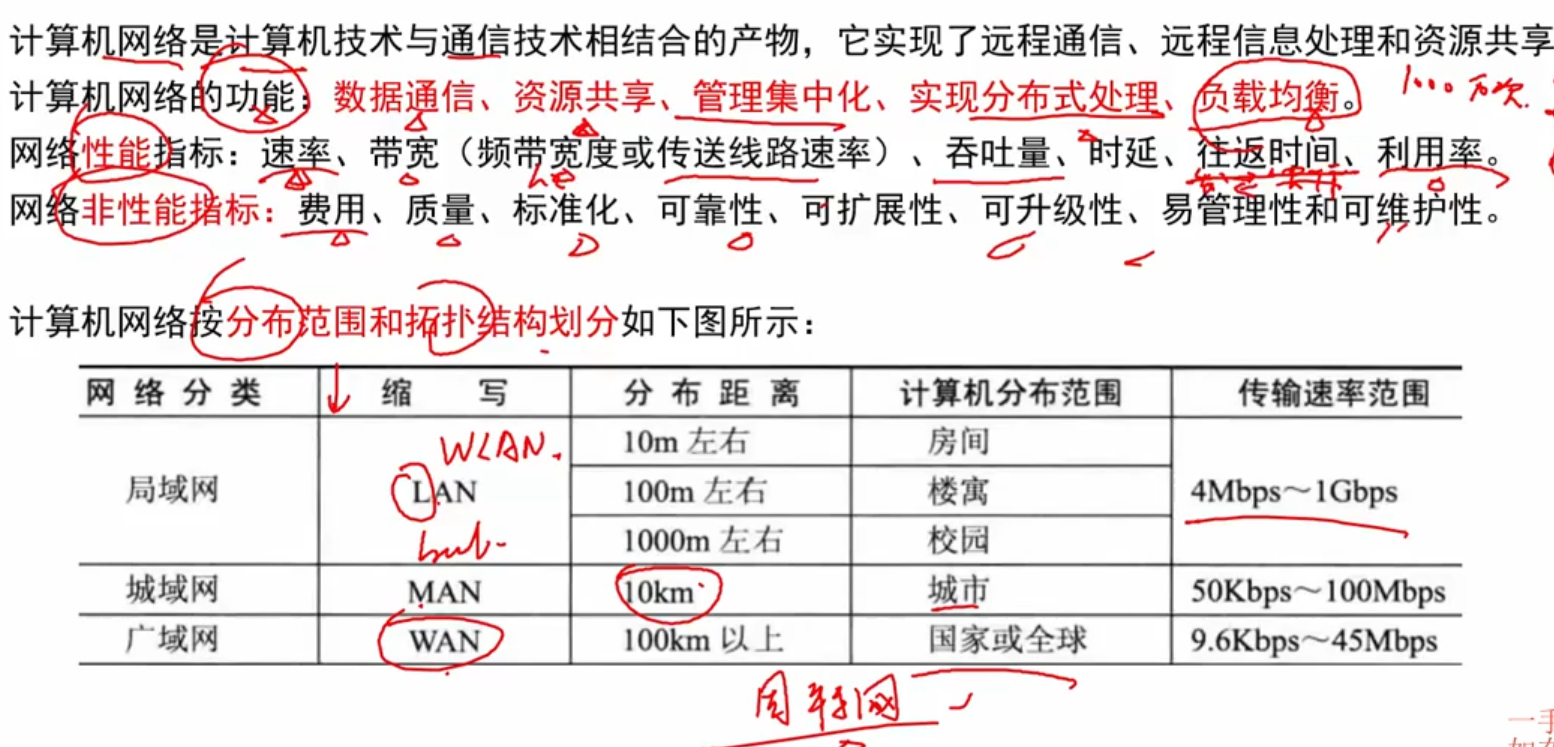 计算机网络是计算机技术与通信技术相结合的产物，它实现了远程通信、远程信息处理和资源共享
计算机网络的功能：数据通信、资源共享、管理集中化、实现分布式处理、负载均衡。
网络性能指标：速率、带宽（频带宽度或传送线路速率）、吞吐量、时延、往返时间、利用率。
网络非性能指标：费用、质量、标准化、可靠性、可扩展性、可升级性、易管理性和可维护性。
计算机网络按分布范围和拓扑结构划分如下图所示：
网络分类 缩写 分布距离 计算机分布范围 传输速率范围
WLAN.
局域网 LAN 10m 左右 房间 4Mbps～1Gbps
100m 左右 楼寓
1000m 左右 校园
城域网 MAN 10km 城市 50Kbps～100Mbps
广域网 WAN 100km 以上 国家或全球 9.6Kbps～45Mbps
一手